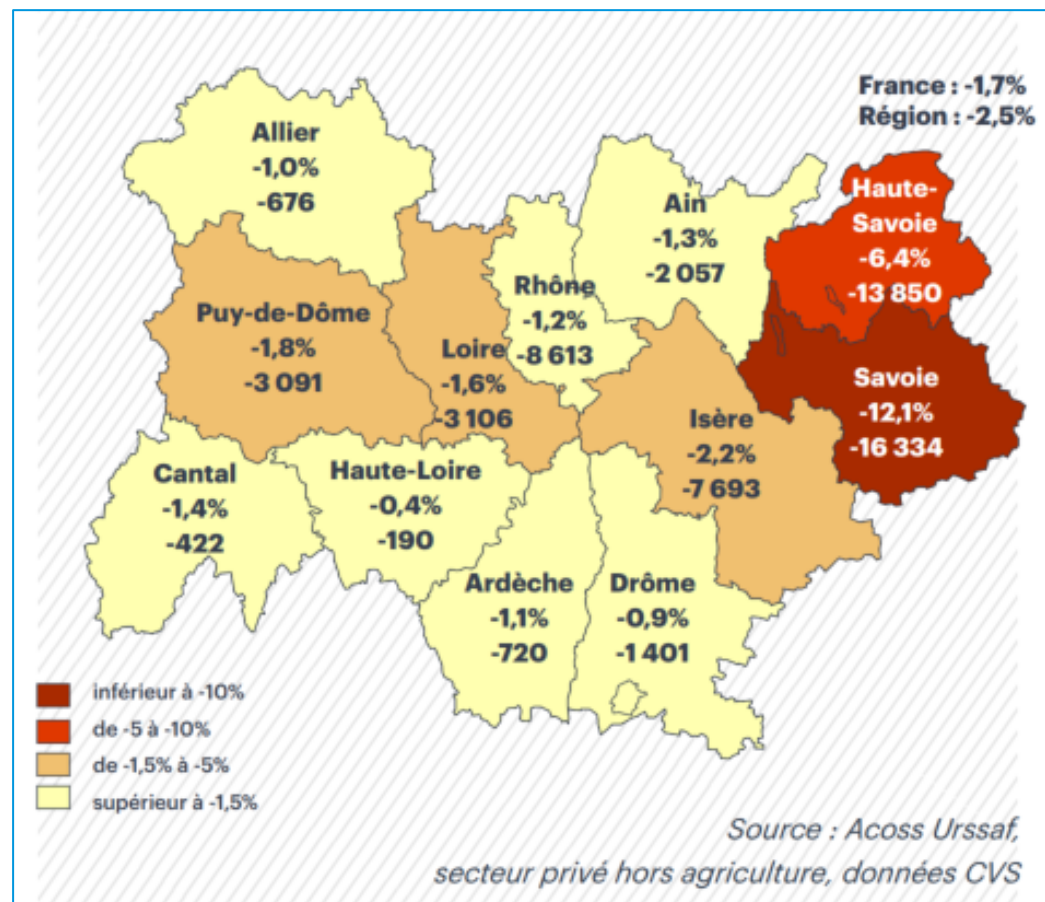 France : -1,7%
Région : -2,5%
Allier
-1,0%
-676
Ain
-1,3%
-2 057
Haute-
Savoie
-6,4%
-13 850
Rhône
-1,2%
-8 613
Puy-de-Dôme
-1,8%
-3 091
Loire
-1,6%
-3 106
Savoie
-12,1%
-16 334
Isère
-2,2%
-7 693
Cantal
-1,4%
-422
Haute-Loire
-0,4%
-190
Ardèche
-1,1%
-720
Drôme
-0,9%
-1 401
inférieur à -10%
de -5 à -10%
de -1,5% à -5%
supérieur à -1,5%
Source : Acoss Urssaf,
secteur privé hors agriculture, données CVS